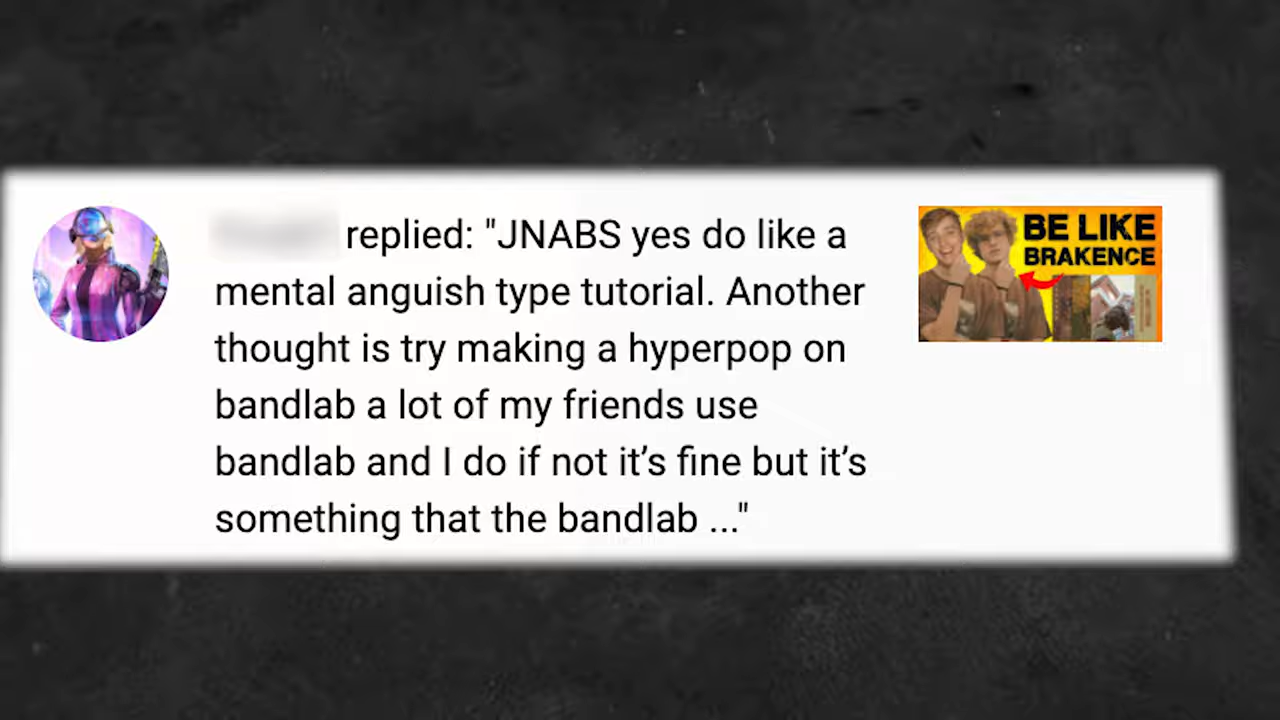 replied: "JNABS yes do like a
mental anguish type tutorial. Another
thought is try making a hyperpop on
bandlab a lot of my friends use
bandlab and I do if not it's fine but it's
something that the bandlab ..."
BE LIKE
BRAKENCE